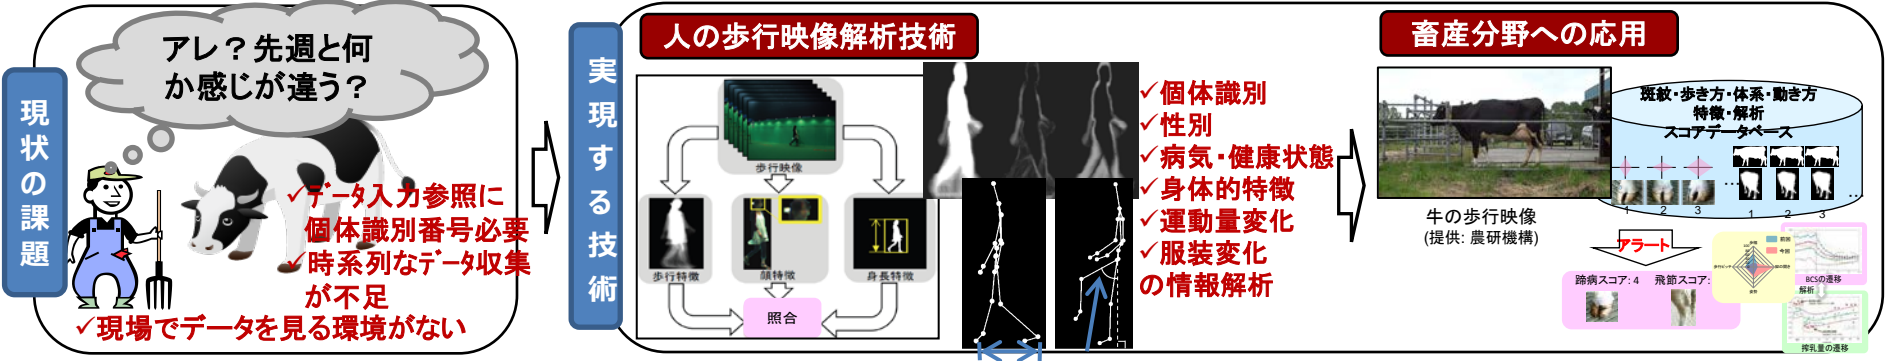 現状の課題
アレ？先週と何
か感じが違う？
✓データ入力参照に
個体識別番号必要
✓時系列なデータ収集
が不足
✓現場でデータを見る環境がない
実現する技術
人の歩行映像解析技術
歩行映像
歩行特徴
顔特徴
身長特徴
照合
✓個体識別
✓性別
✓病気・健康状態
✓身体的特徴
✓運動量変化
✓服装変化
の情報解析
畜産分野への応用
牛の歩行映像
(提供: 農研機構)
斑紋・歩き方・体系・動き方
特徴・解析
スコアデータベース
…
1 2 3
1 2 3
…
アラート
蹄病スコア: 4
飛節スコア:
前回
今回
BCSの遷移
解析
搾乳量の遷移